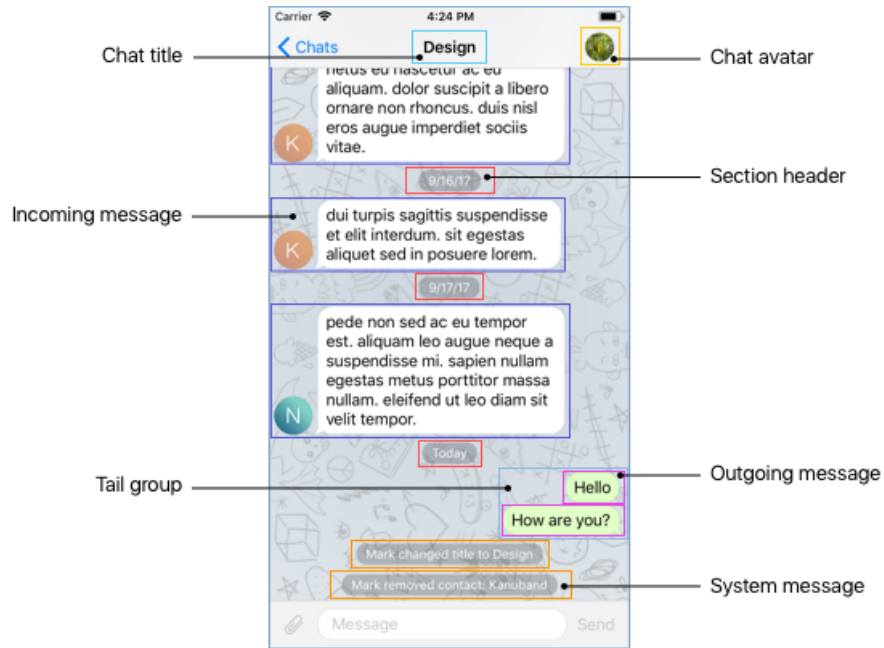 Carrier 4:24 PM
Chat title
Chats Design
Chat avatar
netus eu nascetur ac eu
aliquam. dolor suscipit a libero
ornare non rhoncus. duis nisl
eros augue imperdiet sociis
vitae.
K
9/16/17
Section header
Incoming message
dui turpis sagittis suspendisse
et elit interdum. sit egestas
aliquet sed in posuere lorem.
K
9/17/17
pede non sed ac eu tempor
est. aliquam leo augue neque a
suspendisse mi. sapien nullam
egestas metus porttitor massa
nullam. eleifend ut leo diam sit
velit tempor.
N
Today
Tail group
Outgoing message
Hello
How are you?
Mark changed title to Design
Mark removed contact: Kanuband
System message
Message Send